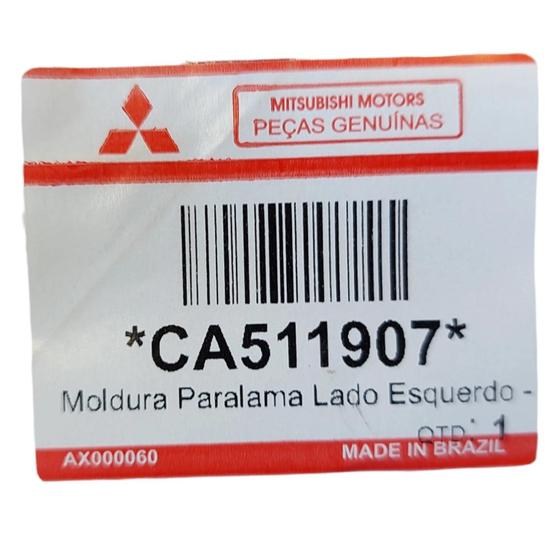 MITSUBISHI MOTORS
PEÇAS GENUÍNAS
*CA511907*
Moldura Paralama Lado Esquerdo -
QTD: 1
AX000060 MADE IN BRAZIL